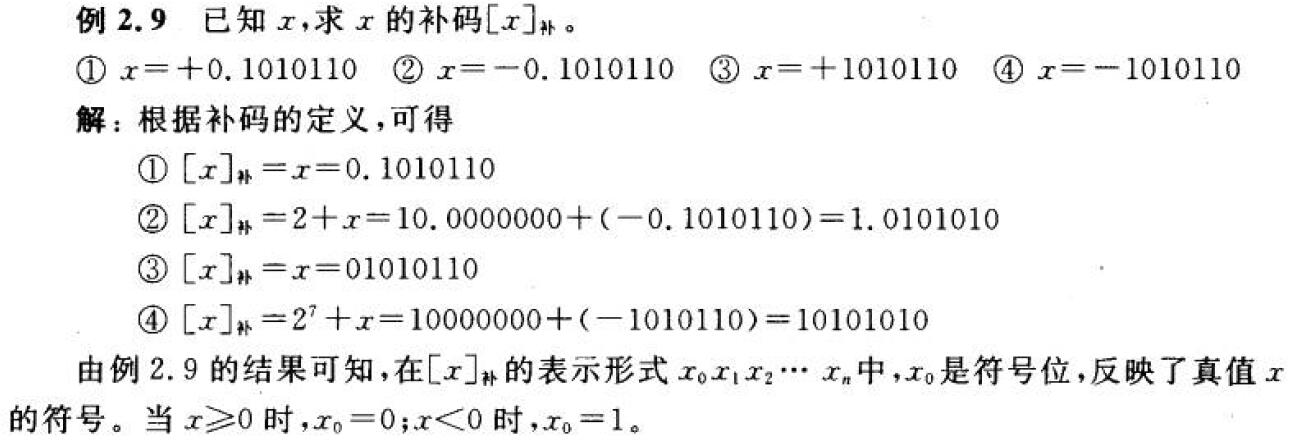 例 2.9 已知 x,求 x 的补码[x]补。
① x=+0.1010110 ② x=-0.1010110 ③ x=+1010110 ④ x=-1010110
解:根据补码的定义,可得
① [x]补=x=0.1010110
② [x]补=2+x=10.0000000+(-0.1010110)=1.0101010
③ [x]补=x=01010110
④ [x]补=2⁷+x=10000000+(-1010110)=10101010
由例 2.9 的结果可知,在[x]补的表示形式 x₀x₁x₂… xₙ中,x₀是符号位,反映了真值 x
的符号。当 x≥0 时,x₀=0;x<0 时,x₀=1。